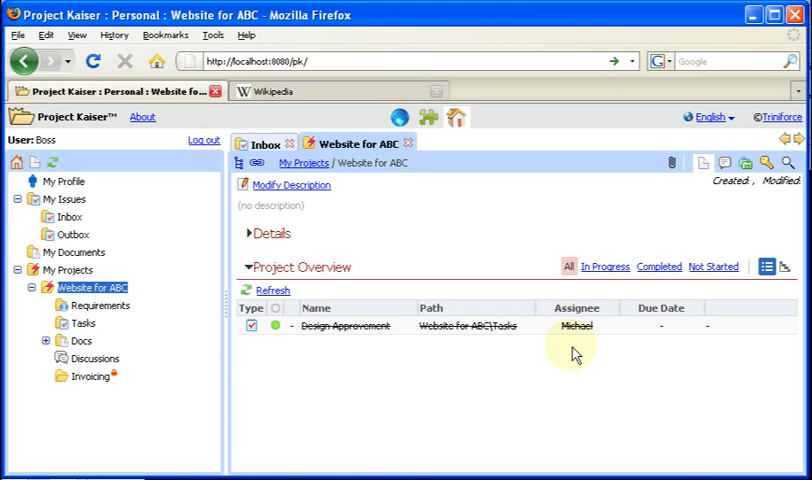 Project Kaiser : Personal : Website for ABC - Mozilla Firefox
File Edit View History Bookmarks Tools Help
http://localhost:8080/pk/
Google
Project Kaiser : Personal : Website fo...
Wikipedia
Project Kaiser™ About
English ©Triniforce
User: Boss Log out
Inbox
Website for ABC
My Projects / Website for ABC
Created: , Modified:
My Profile
My Issues
Inbox
Outbox
My Documents
My Projects
Website for ABC
Requirements
Tasks
Docs
Discussions
Invoicing
Modify Description
(no description)
Details
Project Overview
All In Progress Completed Not Started
Refresh
Type Name Path Assignee Due Date
- Design Approvement Website for ABC\Tasks Michael - -